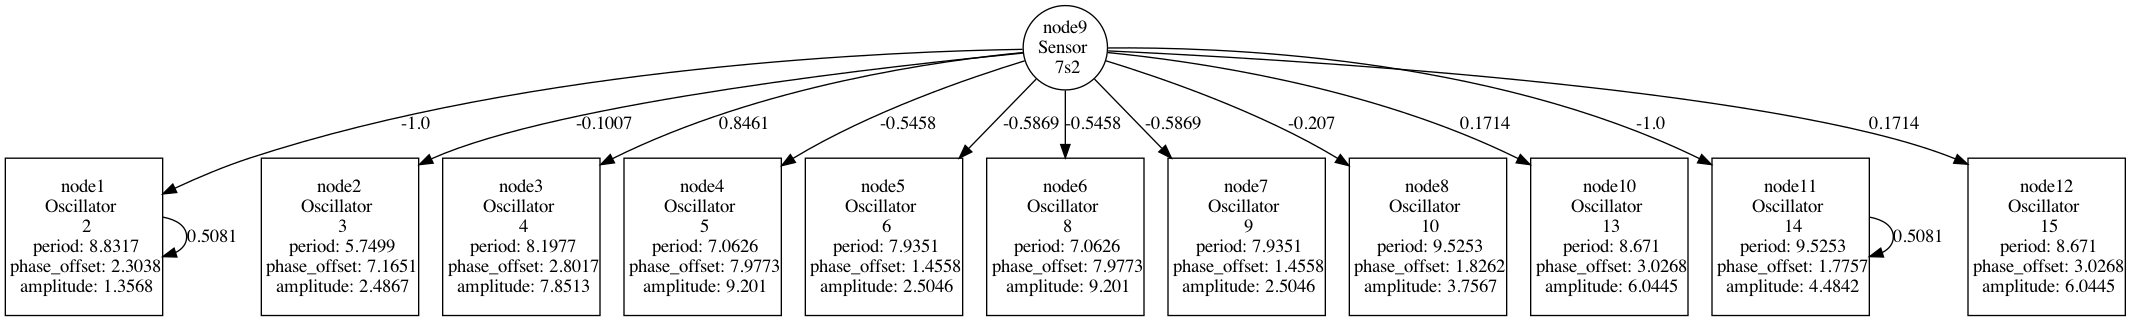 node9
Sensor
7s2
-1.0
-0.1007
0.8461
-0.5458
-0.5869
-0.5458
-0.5869
-0.207
0.1714
-1.0
0.1714
node1
Oscillator
2
period: 8.8317
phase_offset: 2.3038
amplitude: 1.3568
0.5081
node2
Oscillator
3
period: 5.7499
phase_offset: 7.1651
amplitude: 2.4867
node3
Oscillator
4
period: 8.1977
phase_offset: 2.8017
amplitude: 7.8513
node4
Oscillator
5
period: 7.0626
phase_offset: 7.9773
amplitude: 9.201
node5
Oscillator
6
period: 7.9351
phase_offset: 1.4558
amplitude: 2.5046
node6
Oscillator
8
period: 7.0626
phase_offset: 7.9773
amplitude: 9.201
node7
Oscillator
9
period: 7.9351
phase_offset: 1.4558
amplitude: 2.5046
node8
Oscillator
10
period: 9.5253
phase_offset: 1.8262
amplitude: 3.7567
node10
Oscillator
13
period: 8.671
phase_offset: 3.0268
amplitude: 6.0445
node11
Oscillator
14
period: 9.5253
phase_offset: 1.7757
amplitude: 4.4842
0.5081
node12
Oscillator
15
period: 8.671
phase_offset: 3.0268
amplitude: 6.0445